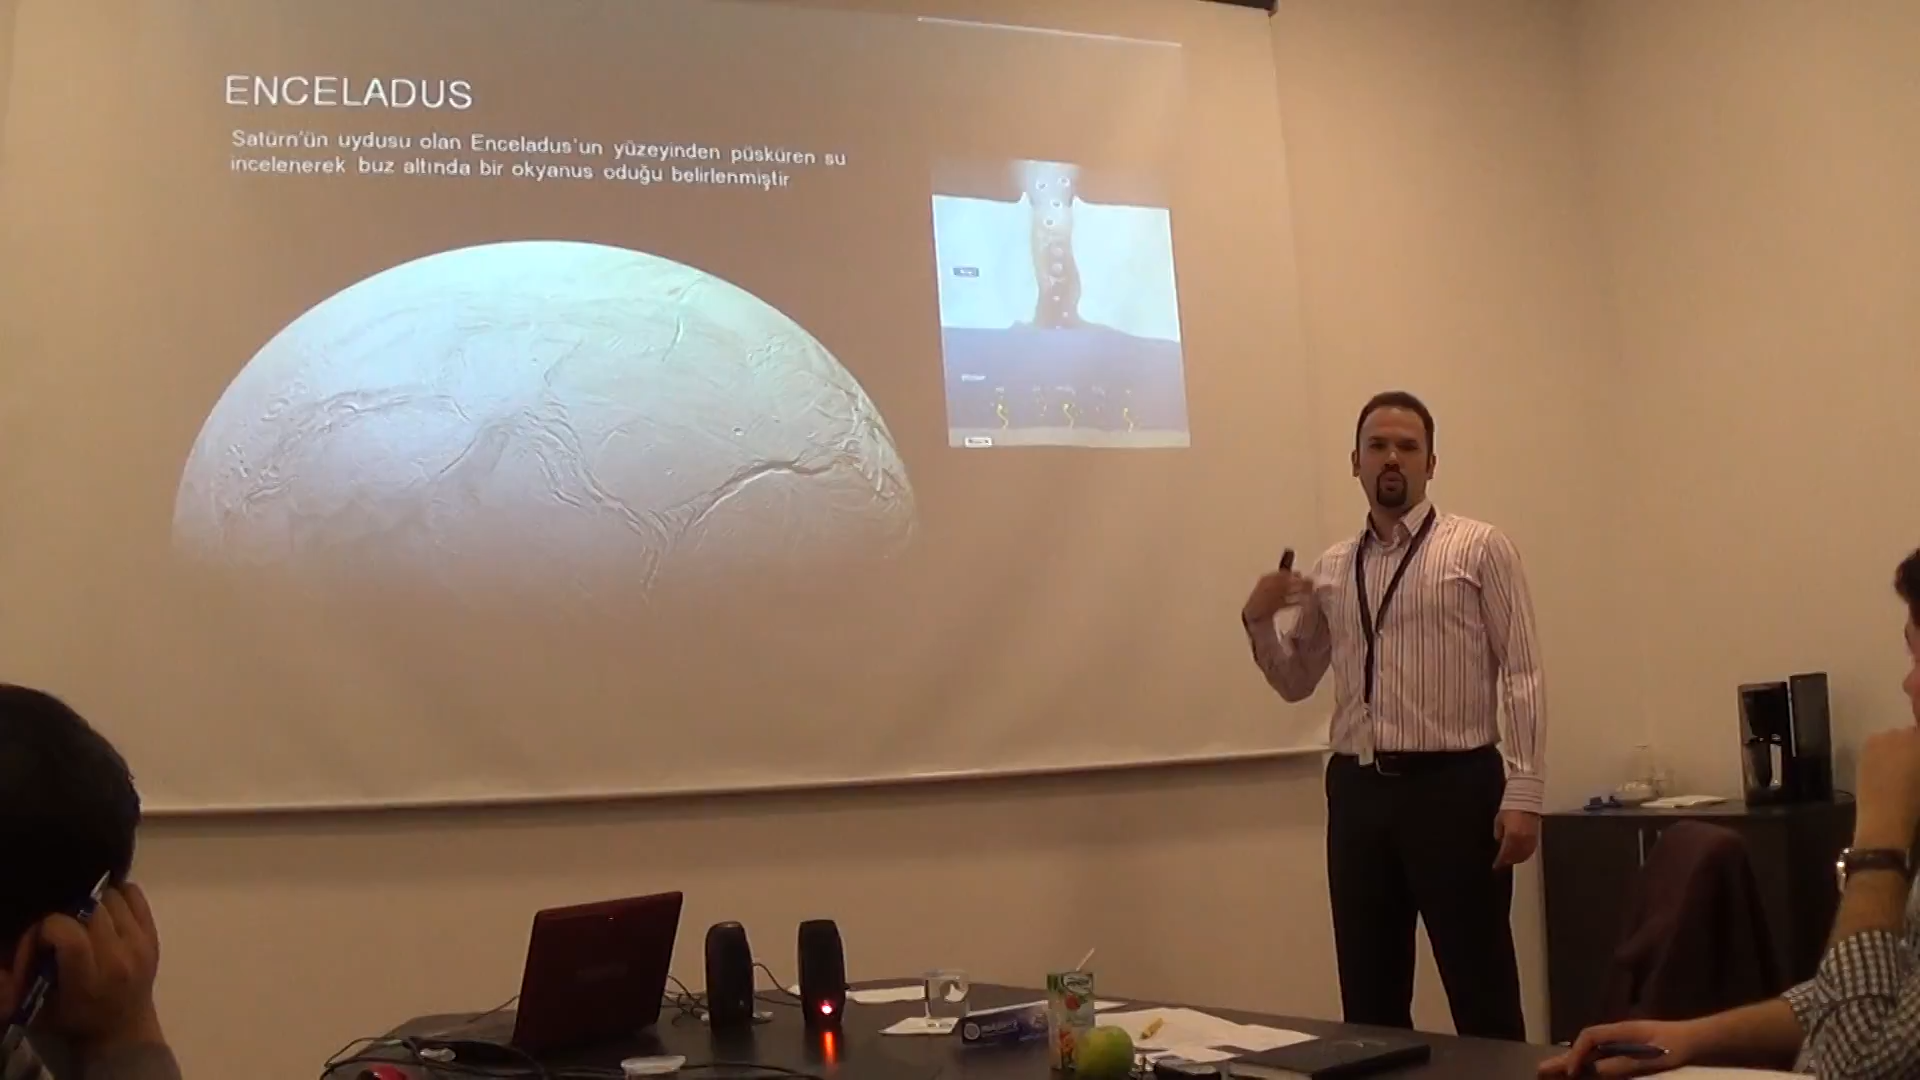 ENCELADUS
Satürn'ün uydusu olan Enceladus'un yüzeyinden püsküren su
incelenerek buz altında bir okyanus oduğu belirlenmiştir